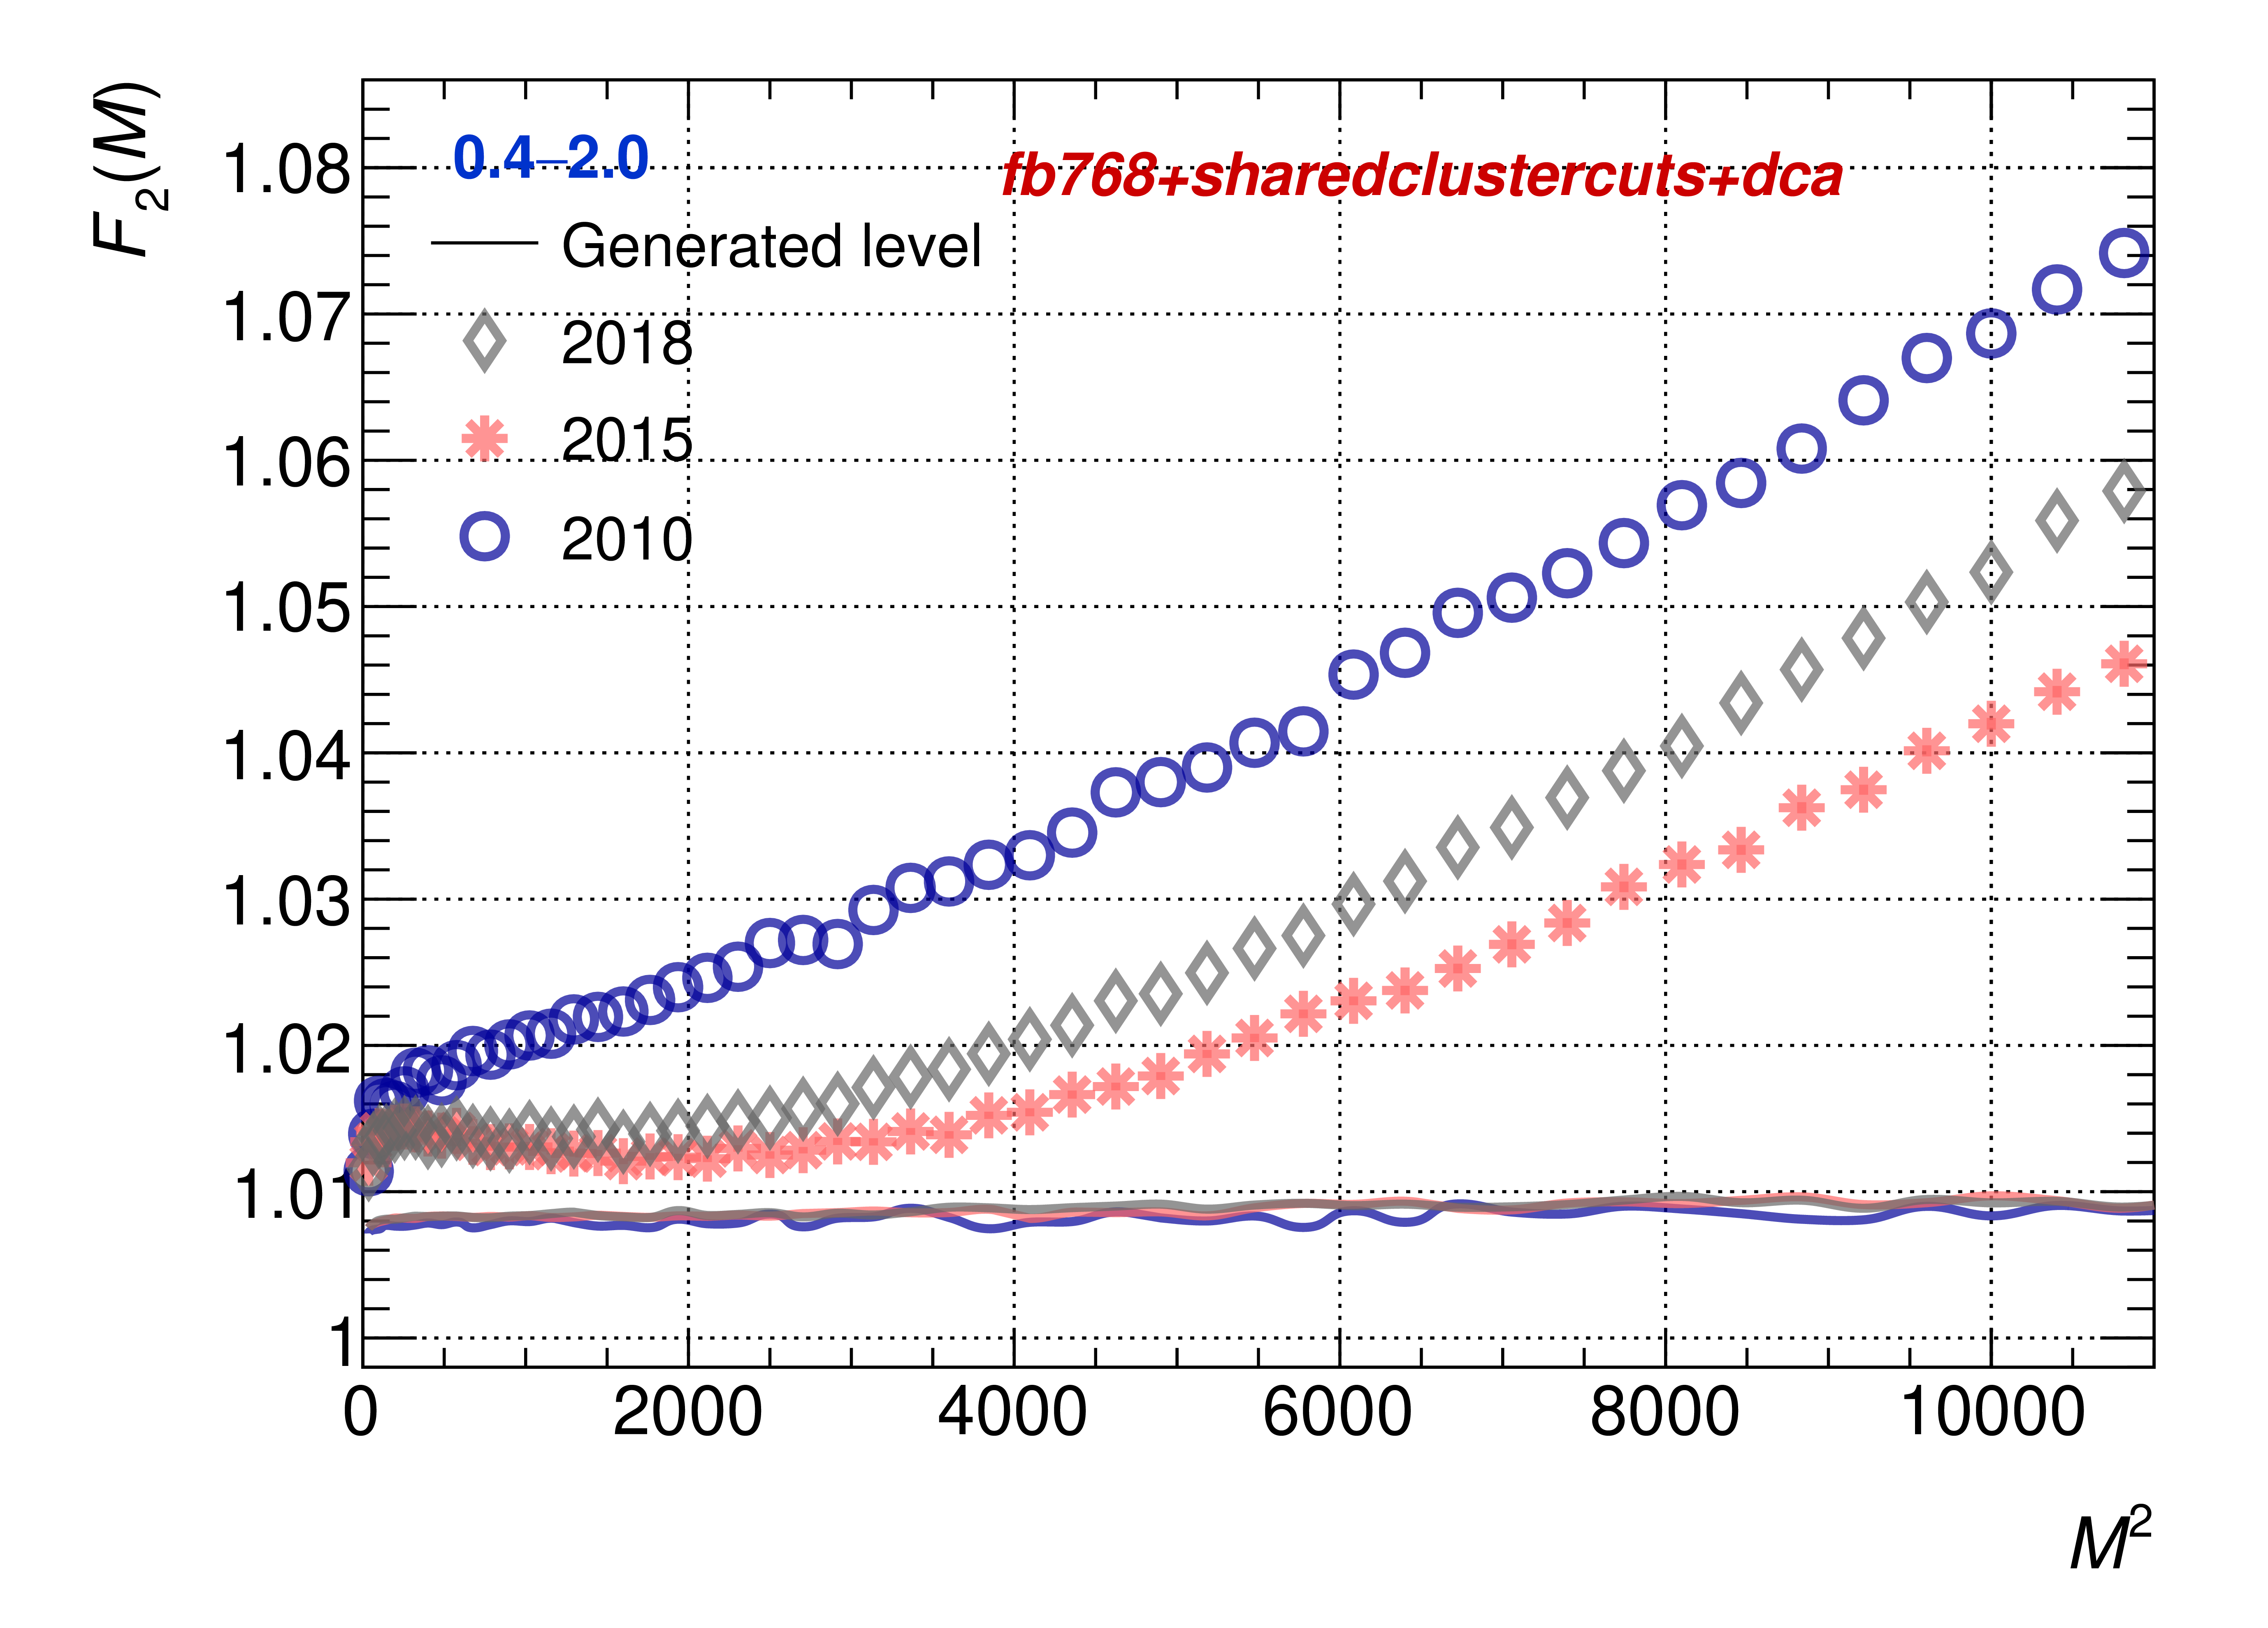 F2(M)
0.4–2.0
fb768+sharedclustercuts+dca
Generated level
2018
2015
2010
1.08
1.07
1.06
1.05
1.04
1.03
1.02
1.01
1
0 2000 4000 6000 8000 10000
M2